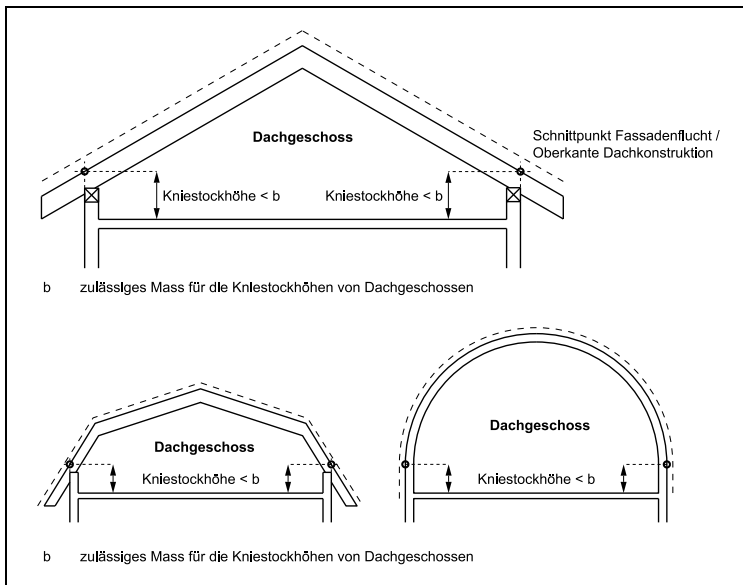 Dachgeschoss
Schnittpunkt Fassadenflucht /
Oberkante Dachkonstruktion
Kniestockhöhe < b
Kniestockhöhe < b
b zulässiges Mass für die Kniestockhöhen von Dachgeschossen
Dachgeschoss
Kniestockhöhe < b
Dachgeschoss
Kniestockhöhe < b
b zulässiges Mass für die Kniestockhöhen von Dachgeschossen